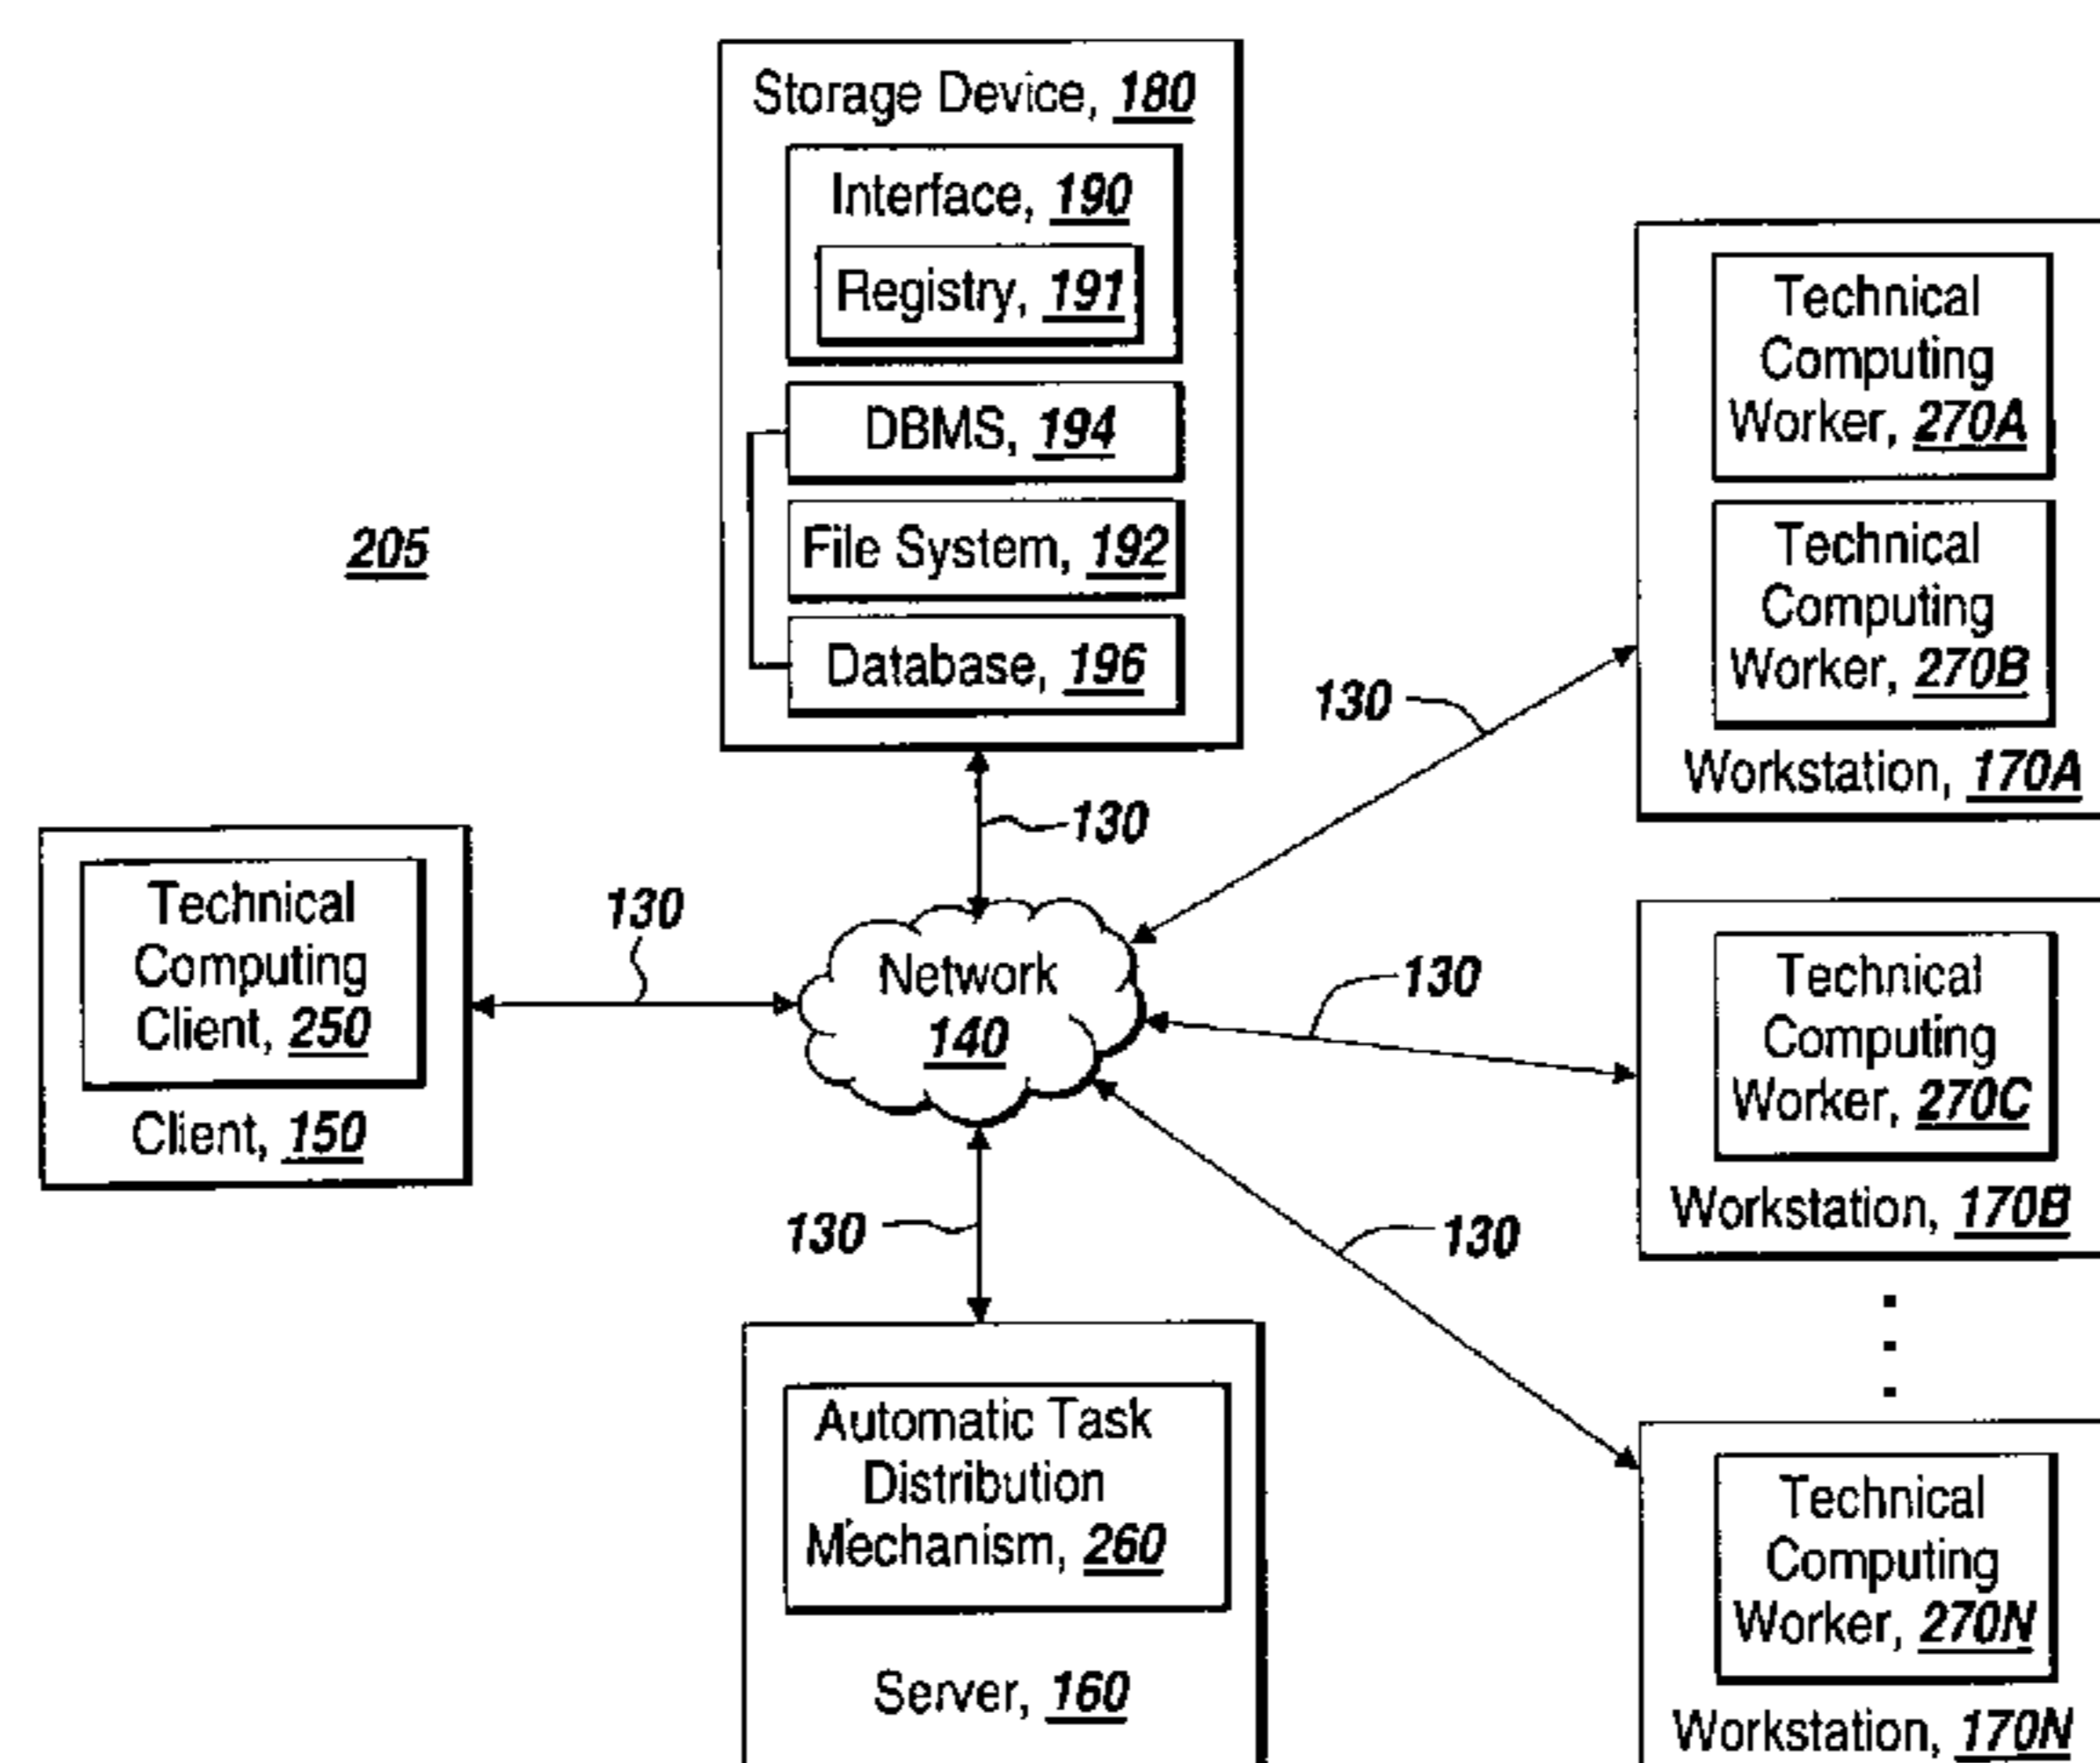 Storage Device, 180
Interface, 190
Registry, 191
DBMS, 194
File System, 192
Database, 196
205
Technical
Computing
Worker, 270A
Technical
Computing
Worker, 270B
Workstation, 170A
130
130
Technical
Computing
Client, 250
Client, 150
130
Network
140
130
Technical
Computing
Worker, 270C
Workstation, 170B
130
130
Automatic Task
Distribution
Mechanism, 260
Server, 160
Technical
Computing
Worker, 270N
Workstation, 170N